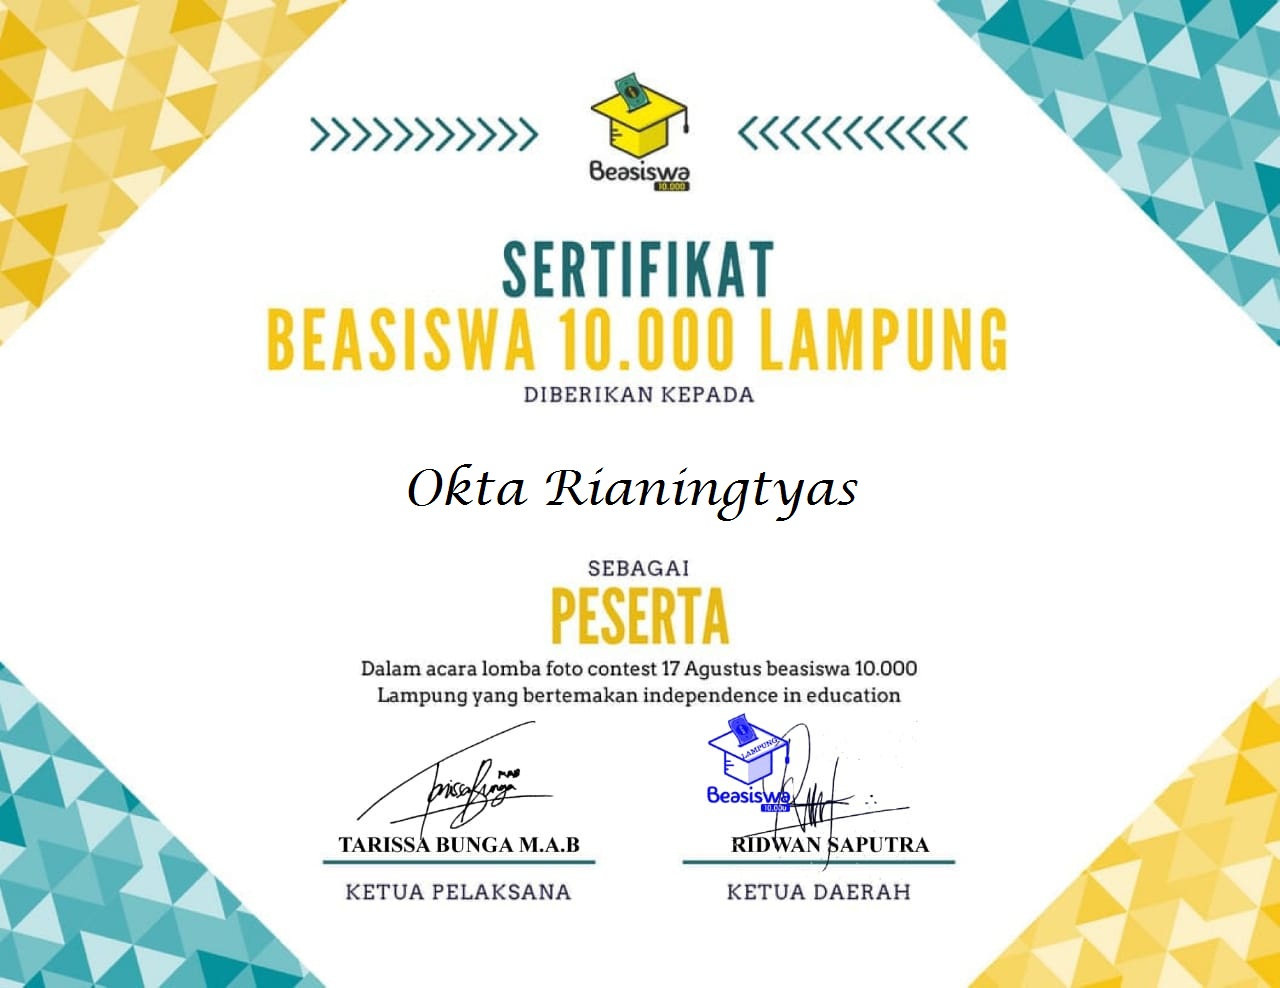 Beasiswa
10.000
SERTIFIKAT
BEASISWA 10.000 LAMPUNG
DIBERIKAN KEPADA
Okta Rianingtyas
SEBAGAI
PESERTA
Dalam acara lomba foto contest 17 Agustus beasiswa 10.000
Lampung yang bertemakan independence in education
LAMPUNG
Beasiswa
10.000
TARISSA BUNGA M.A.B
RIDWAN SAPUTRA
KETUA PELAKSANA
KETUA DAERAH